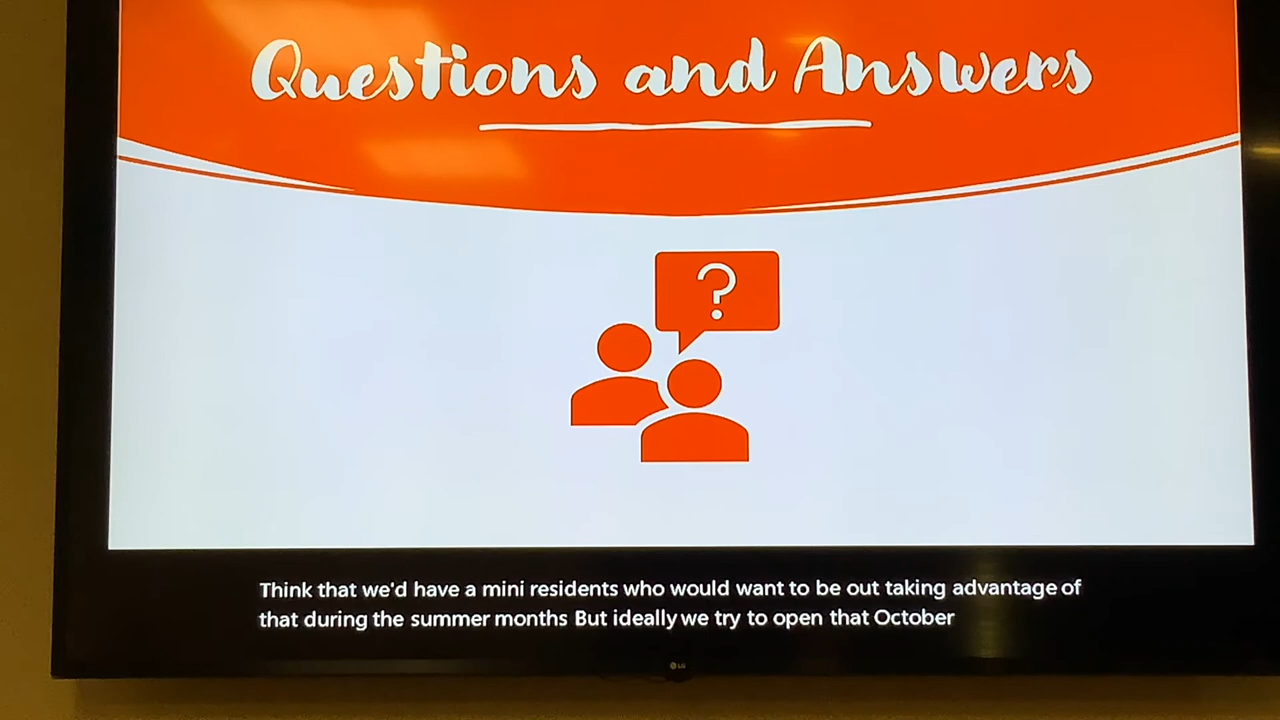 Questions and Answers
?
Think that we'd have a mini residents who would want to be out taking advantage of
that during the summer months But ideally we try to open that October
LG